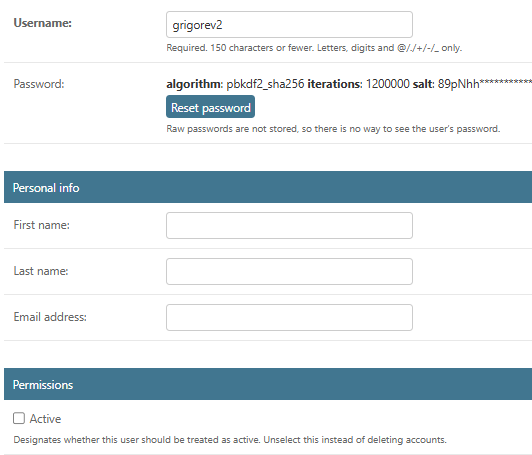 Username:
grigorev2
Required. 150 characters or fewer. Letters, digits and @/./+/-/_ only.
Password:
algorithm: pbkdf2_sha256 iterations: 1200000 salt: 89pNhh***********
Reset password
Raw passwords are not stored, so there is no way to see the user's password.
Personal info
First name:
Last name:
Email address:
Permissions
Active
Designates whether this user should be treated as active. Unselect this instead of deleting accounts.